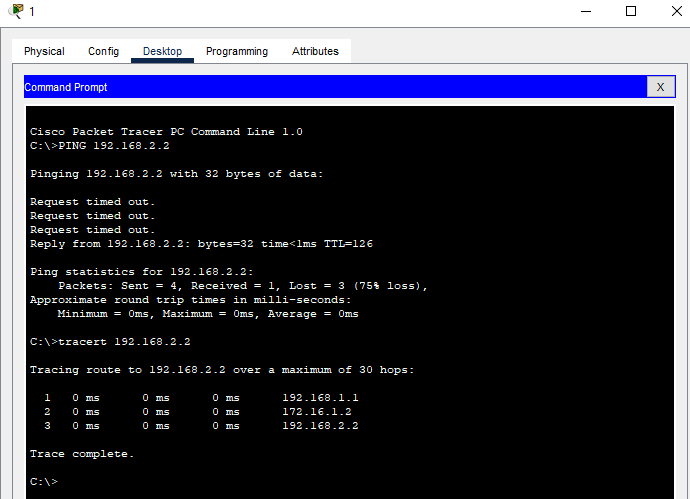 1
Physical Config Desktop Programming Attributes
Command Prompt
X
Cisco Packet Tracer PC Command Line 1.0
C:\>PING 192.168.2.2
Pinging 192.168.2.2 with 32 bytes of data:
Request timed out.
Request timed out.
Request timed out.
Reply from 192.168.2.2: bytes=32 time<1ms TTL=126
Ping statistics for 192.168.2.2:
Packets: Sent = 4, Received = 1, Lost = 3 (75% loss),
Approximate round trip times in milli-seconds:
Minimum = 0ms, Maximum = 0ms, Average = 0ms
C:\>tracert 192.168.2.2
Tracing route to 192.168.2.2 over a maximum of 30 hops:
1 0 ms 0 ms 0 ms 192.168.1.1
2 0 ms 0 ms 0 ms 172.16.1.2
3 0 ms 0 ms 0 ms 192.168.2.2
Trace complete.
C:\>